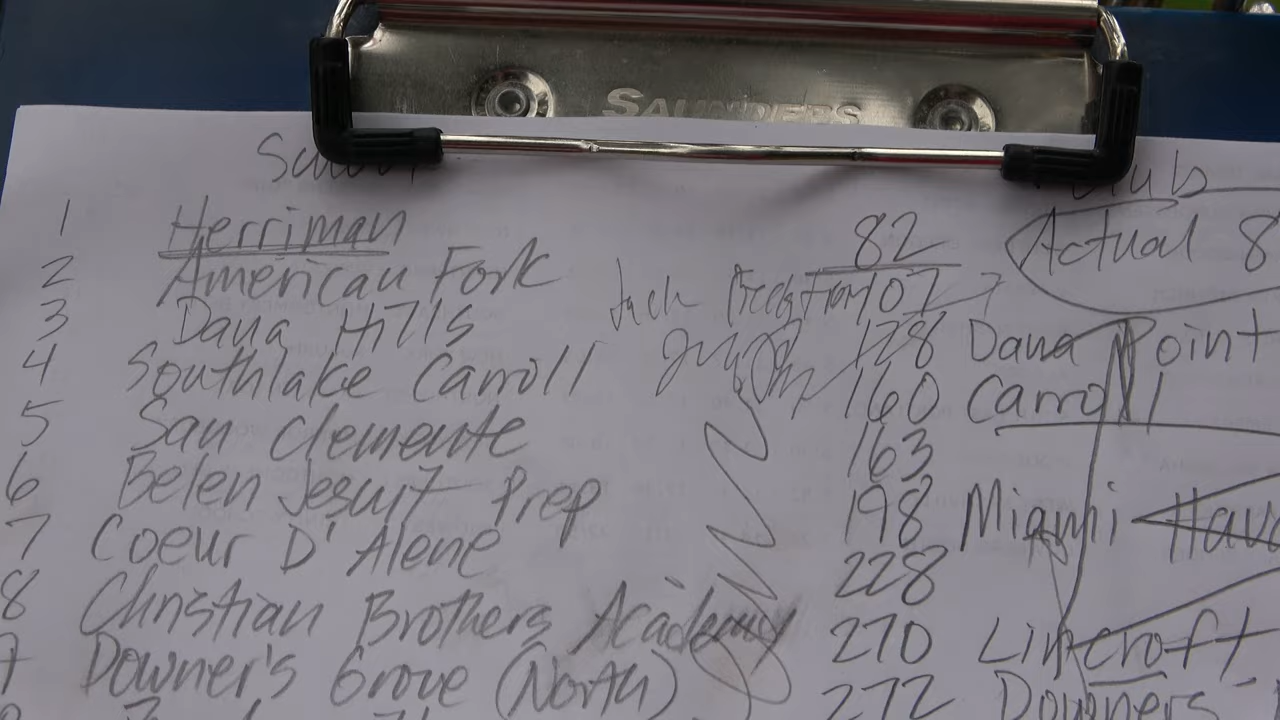 SAUNDERS
School Club
1 Herriman 82 Actual 8
2 American Fork Jack 107
3 Dana Hills 128 Dana Point
4 Southlake Carroll 160 Carroll
5 San Clemente 163
6 Belen Jesuit Prep 198 Miami
7 Coeur D'Alene 228
8 Christian Brothers Academy 270 Lincroft
Downer's Grove (North) 272 Downers